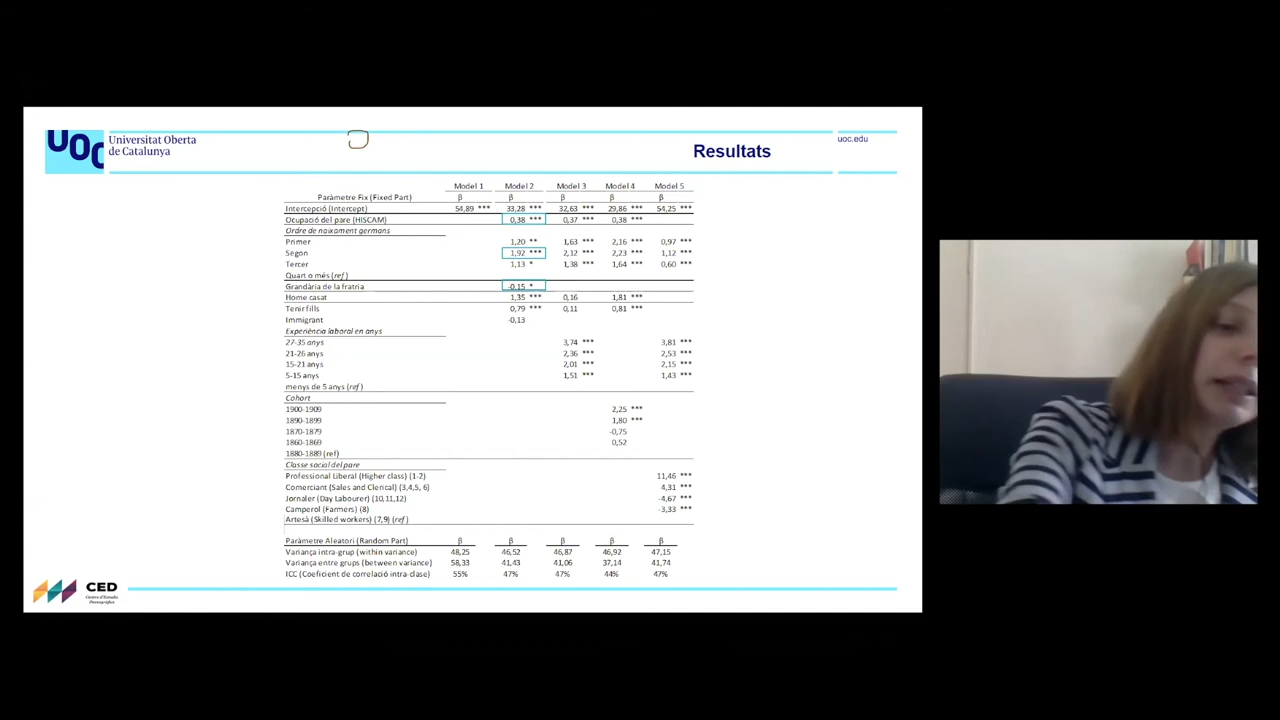 UOC
Universitat Oberta
de Catalunya
Resultats
uoc.edu
Model 1 Model 2 Model 3 Model 4 Model 5
Paràmetre Fix (Fixed Part) β β β β β
Intercepció (Intercept) 54,89 *** 33,28 *** 32,63 *** 29,86 *** 54,25 ***
Ocupació del pare (HISCAM) 0,38 *** 0,37 *** 0,38 ***
Ordre de naixament germans
Primer 1,20 ** 1,63 *** 2,16 *** 0,97 ***
Segon 1,92 *** 2,12 *** 2,23 *** 1,12 ***
Tercer 1,13 * 1,38 *** 1,64 *** 0,60 ***
Quart o més (ref)
Grandària de la fratria -0,15 *
Home casat 1,35 *** 0,16 1,81 ***
Tenir fills 0,79 *** 0,11 0,81 ***
Immigrant -0,13
Experiència laboral en anys
27-35 anys 3,74 *** 3,81 ***
21-26 anys 2,36 *** 2,53 ***
15-21 anys 2,01 *** 2,15 ***
5-15 anys 1,51 *** 1,43 ***
menys de 5 anys (ref)
Cohort
1900-1909 2,25 ***
1890-1899 1,80 ***
1870-1879 -0,75
1860-1869 0,52
1880-1889 (ref)
Classe social del pare
Professional Liberal (Higher class) (1-2) 11,46 ***
Comerciant (Sales and Clerical) (3,4,5, 6) 4,31 ***
Jornaler (Day Labourer) (10,11,12) -4,67 ***
Camperol (Farmers) (8) -3,33 ***
Artesà (Skilled workers) (7,9) (ref)
Paràmetre Aleatori (Random Part) β β β β β
Variança intra-grup (within variance) 48,25 46,52 46,87 46,92 47,15
Variança entre grups (between variance) 58,33 41,43 41,06 37,14 41,74
ICC (Coeficient de correlació intra-clase) 55% 47% 47% 44% 47%
CED
Centre d'Estudis
Demogràfics